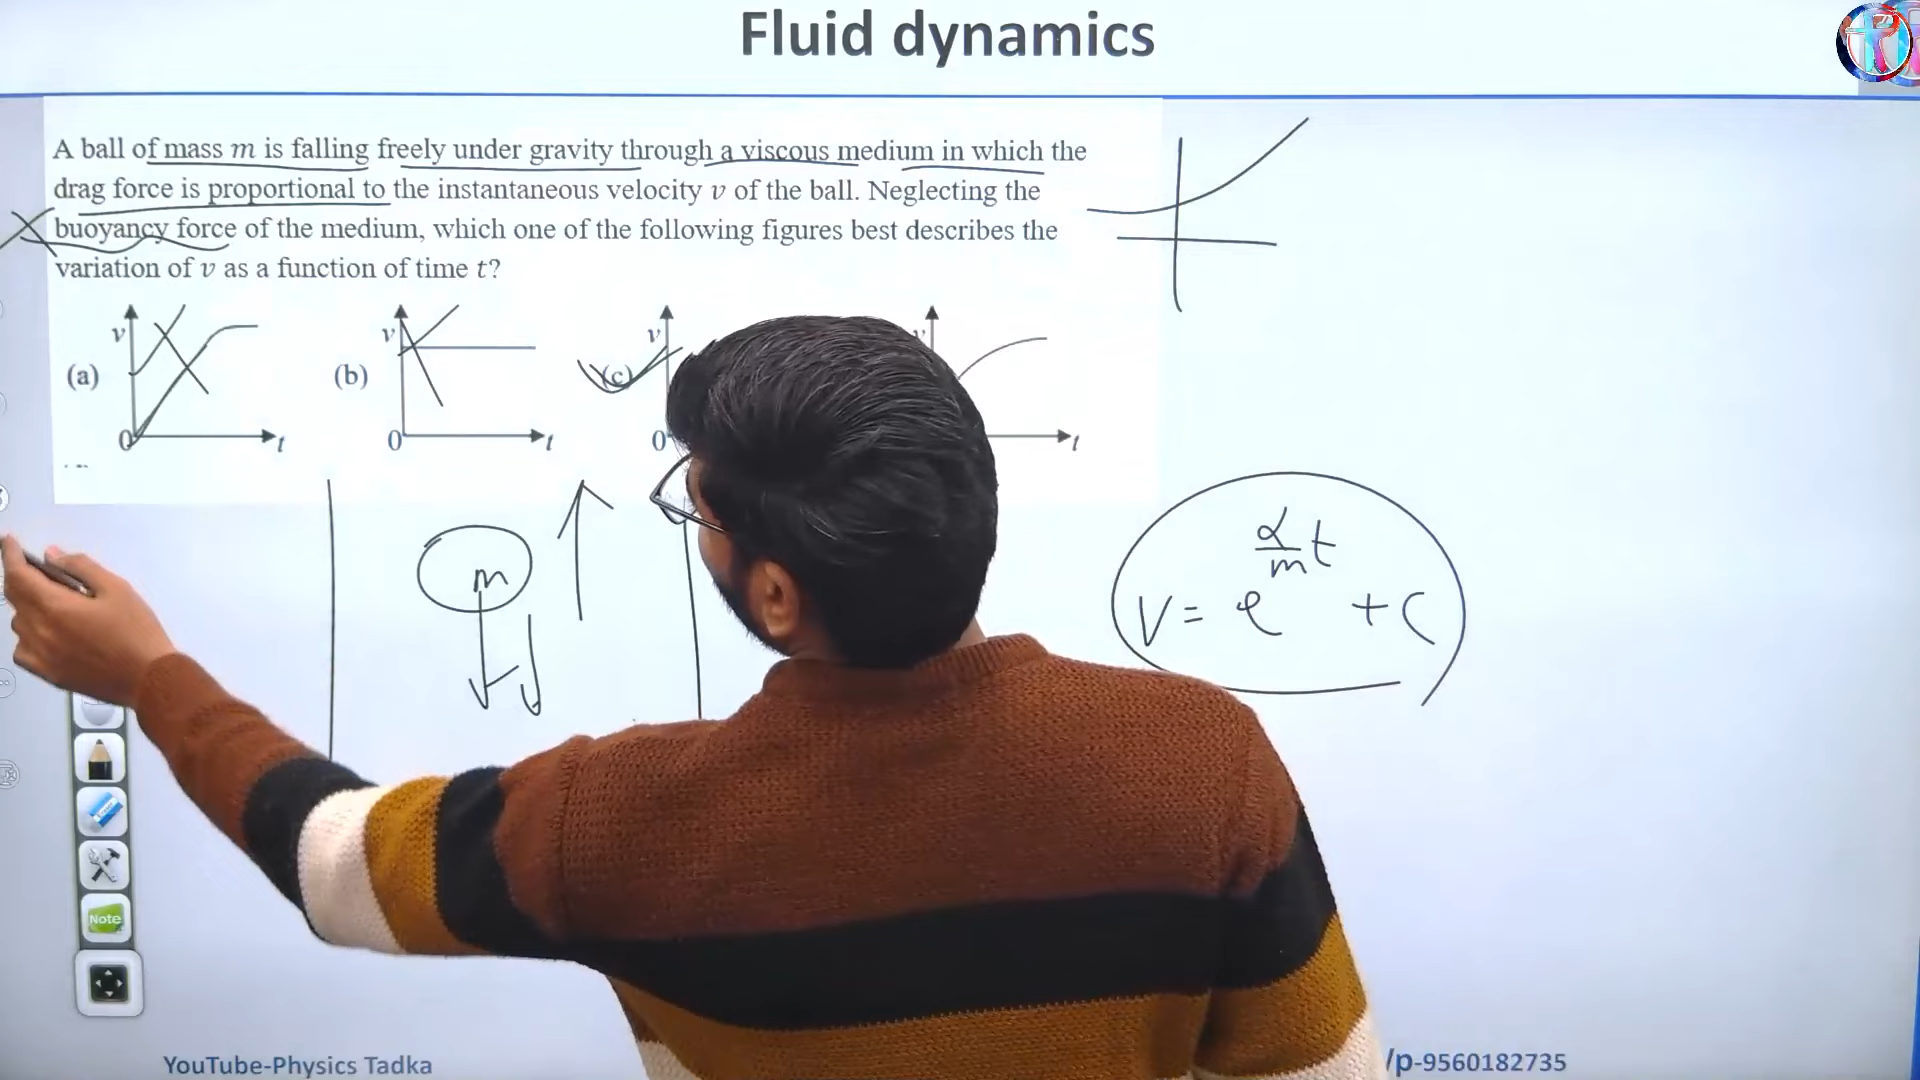 Fluid dynamics
A ball of mass m is falling freely under gravity through a viscous medium in which the
drag force is proportional to the instantaneous velocity v of the ball. Neglecting the
buoyancy force of the medium, which one of the following figures best describes the
variation of v as a function of time t?
(a) v 0 t
(b) v 0 t
(c) v 0
v t
m
α/m t
V = e + C
Note
YouTube-Physics Tadka
/p-9560182735